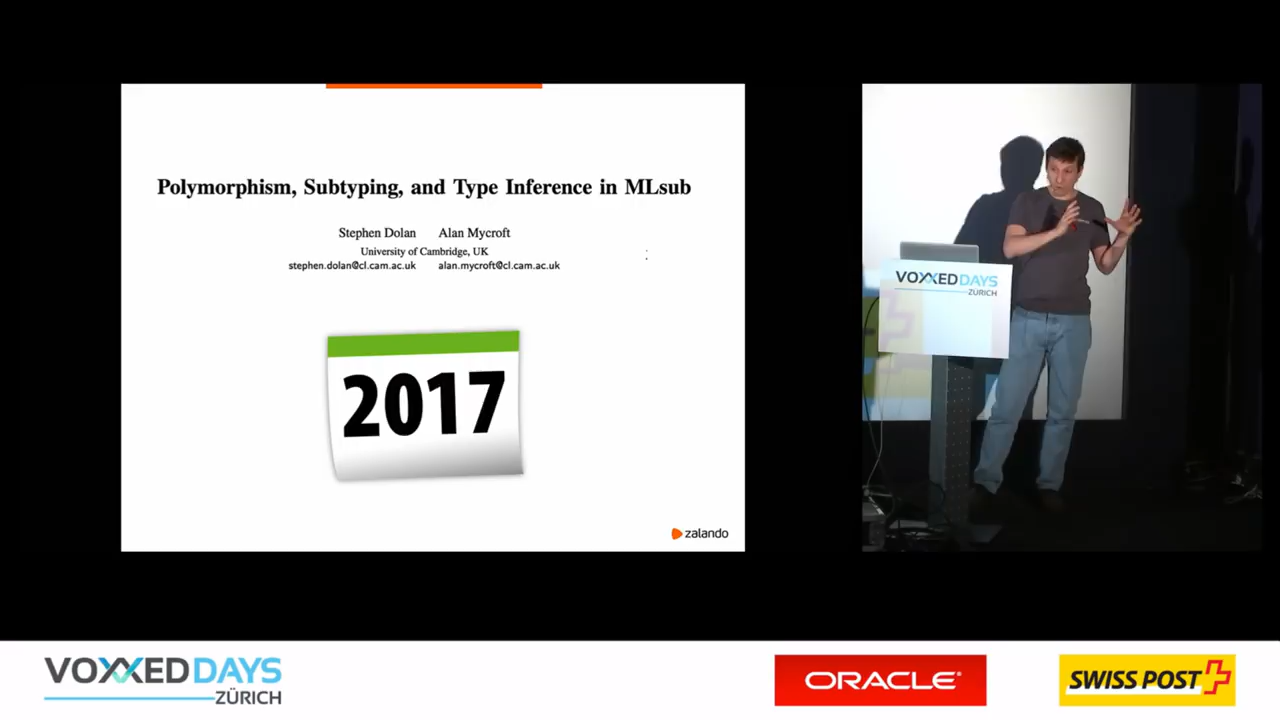 Polymorphism, Subtyping, and Type Inference in MLsub
Stephen Dolan Alan Mycroft
University of Cambridge, UK
stephen.dolan@cl.cam.ac.uk alan.mycroft@cl.cam.ac.uk
2017
zalando
VOXXED DAYS
ZÜRICH
VOXXED DAYS
ZÜRICH
ORACLE
SWISS POST